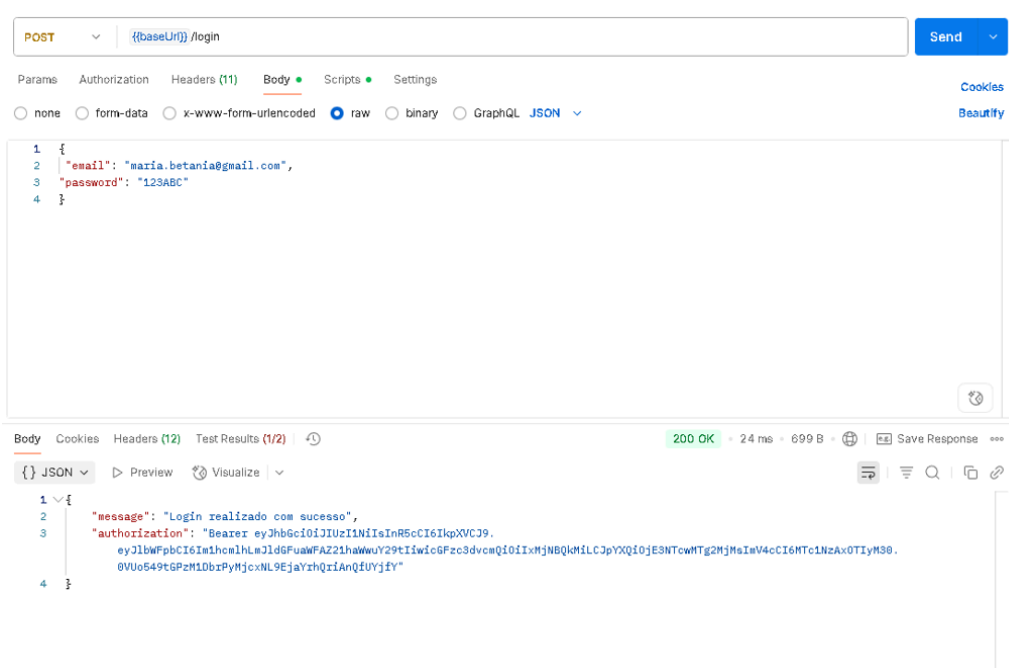 POST {{baseUrl}} /login Send
Params Authorization Headers (11) Body Scripts Settings Cookies
none form-data x-www-form-urlencoded raw binary GraphQL JSON Beautify
1 {
2 "email": "maria.betania@gmail.com",
3 "password": "123ABC"
4 }
Body Cookies Headers (12) Test Results (1/2) 200 OK • 24 ms • 699 B • e.g. Save Response
{} JSON Preview Visualize
1 {
2 "message": "Login realizado com sucesso",
3 "authorization": "Bearer eyJhbGciOiJIUzI1NiIsInR5cCI6IkpXVCJ9.
eyJlbWFpbCI6Im1hcmlhLmJldGFuaWFAZ21haWwuY29tIiwicGFzc3dvcmQiOiIxMjNBQkMiLCJpYXQiOjE3NTcwMTg2MjMsImV4cCI6MTc1NzAxOTIyM30.
0VUo549tGPzM1DbrPyMjcxNL9EjaYrhQriAnQfUYjfY"
4 }